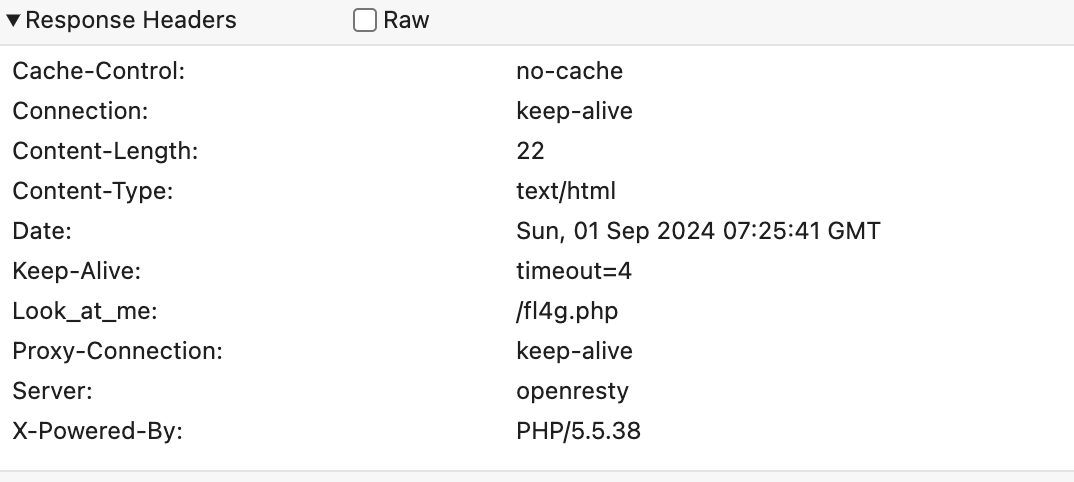 ▼Response Headers Raw
Cache-Control: no-cache
Connection: keep-alive
Content-Length: 22
Content-Type: text/html
Date: Sun, 01 Sep 2024 07:25:41 GMT
Keep-Alive: timeout=4
Look_at_me: /fl4g.php
Proxy-Connection: keep-alive
Server: openresty
X-Powered-By: PHP/5.5.38